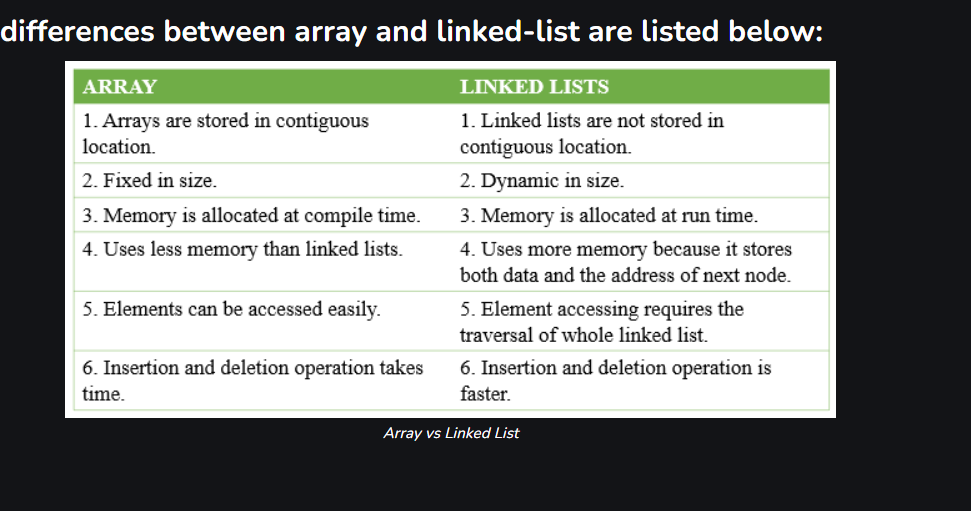 differences between array and linked-list are listed below:
ARRAY
LINKED LISTS
1. Arrays are stored in contiguous
location.
1. Linked lists are not stored in
contiguous location.
2. Fixed in size.
2. Dynamic in size.
3. Memory is allocated at compile time.
3. Memory is allocated at run time.
4. Uses less memory than linked lists.
4. Uses more memory because it stores
both data and the address of next node.
5. Elements can be accessed easily.
5. Element accessing requires the
traversal of whole linked list.
6. Insertion and deletion operation takes
time.
6. Insertion and deletion operation is
faster.
Array vs Linked List